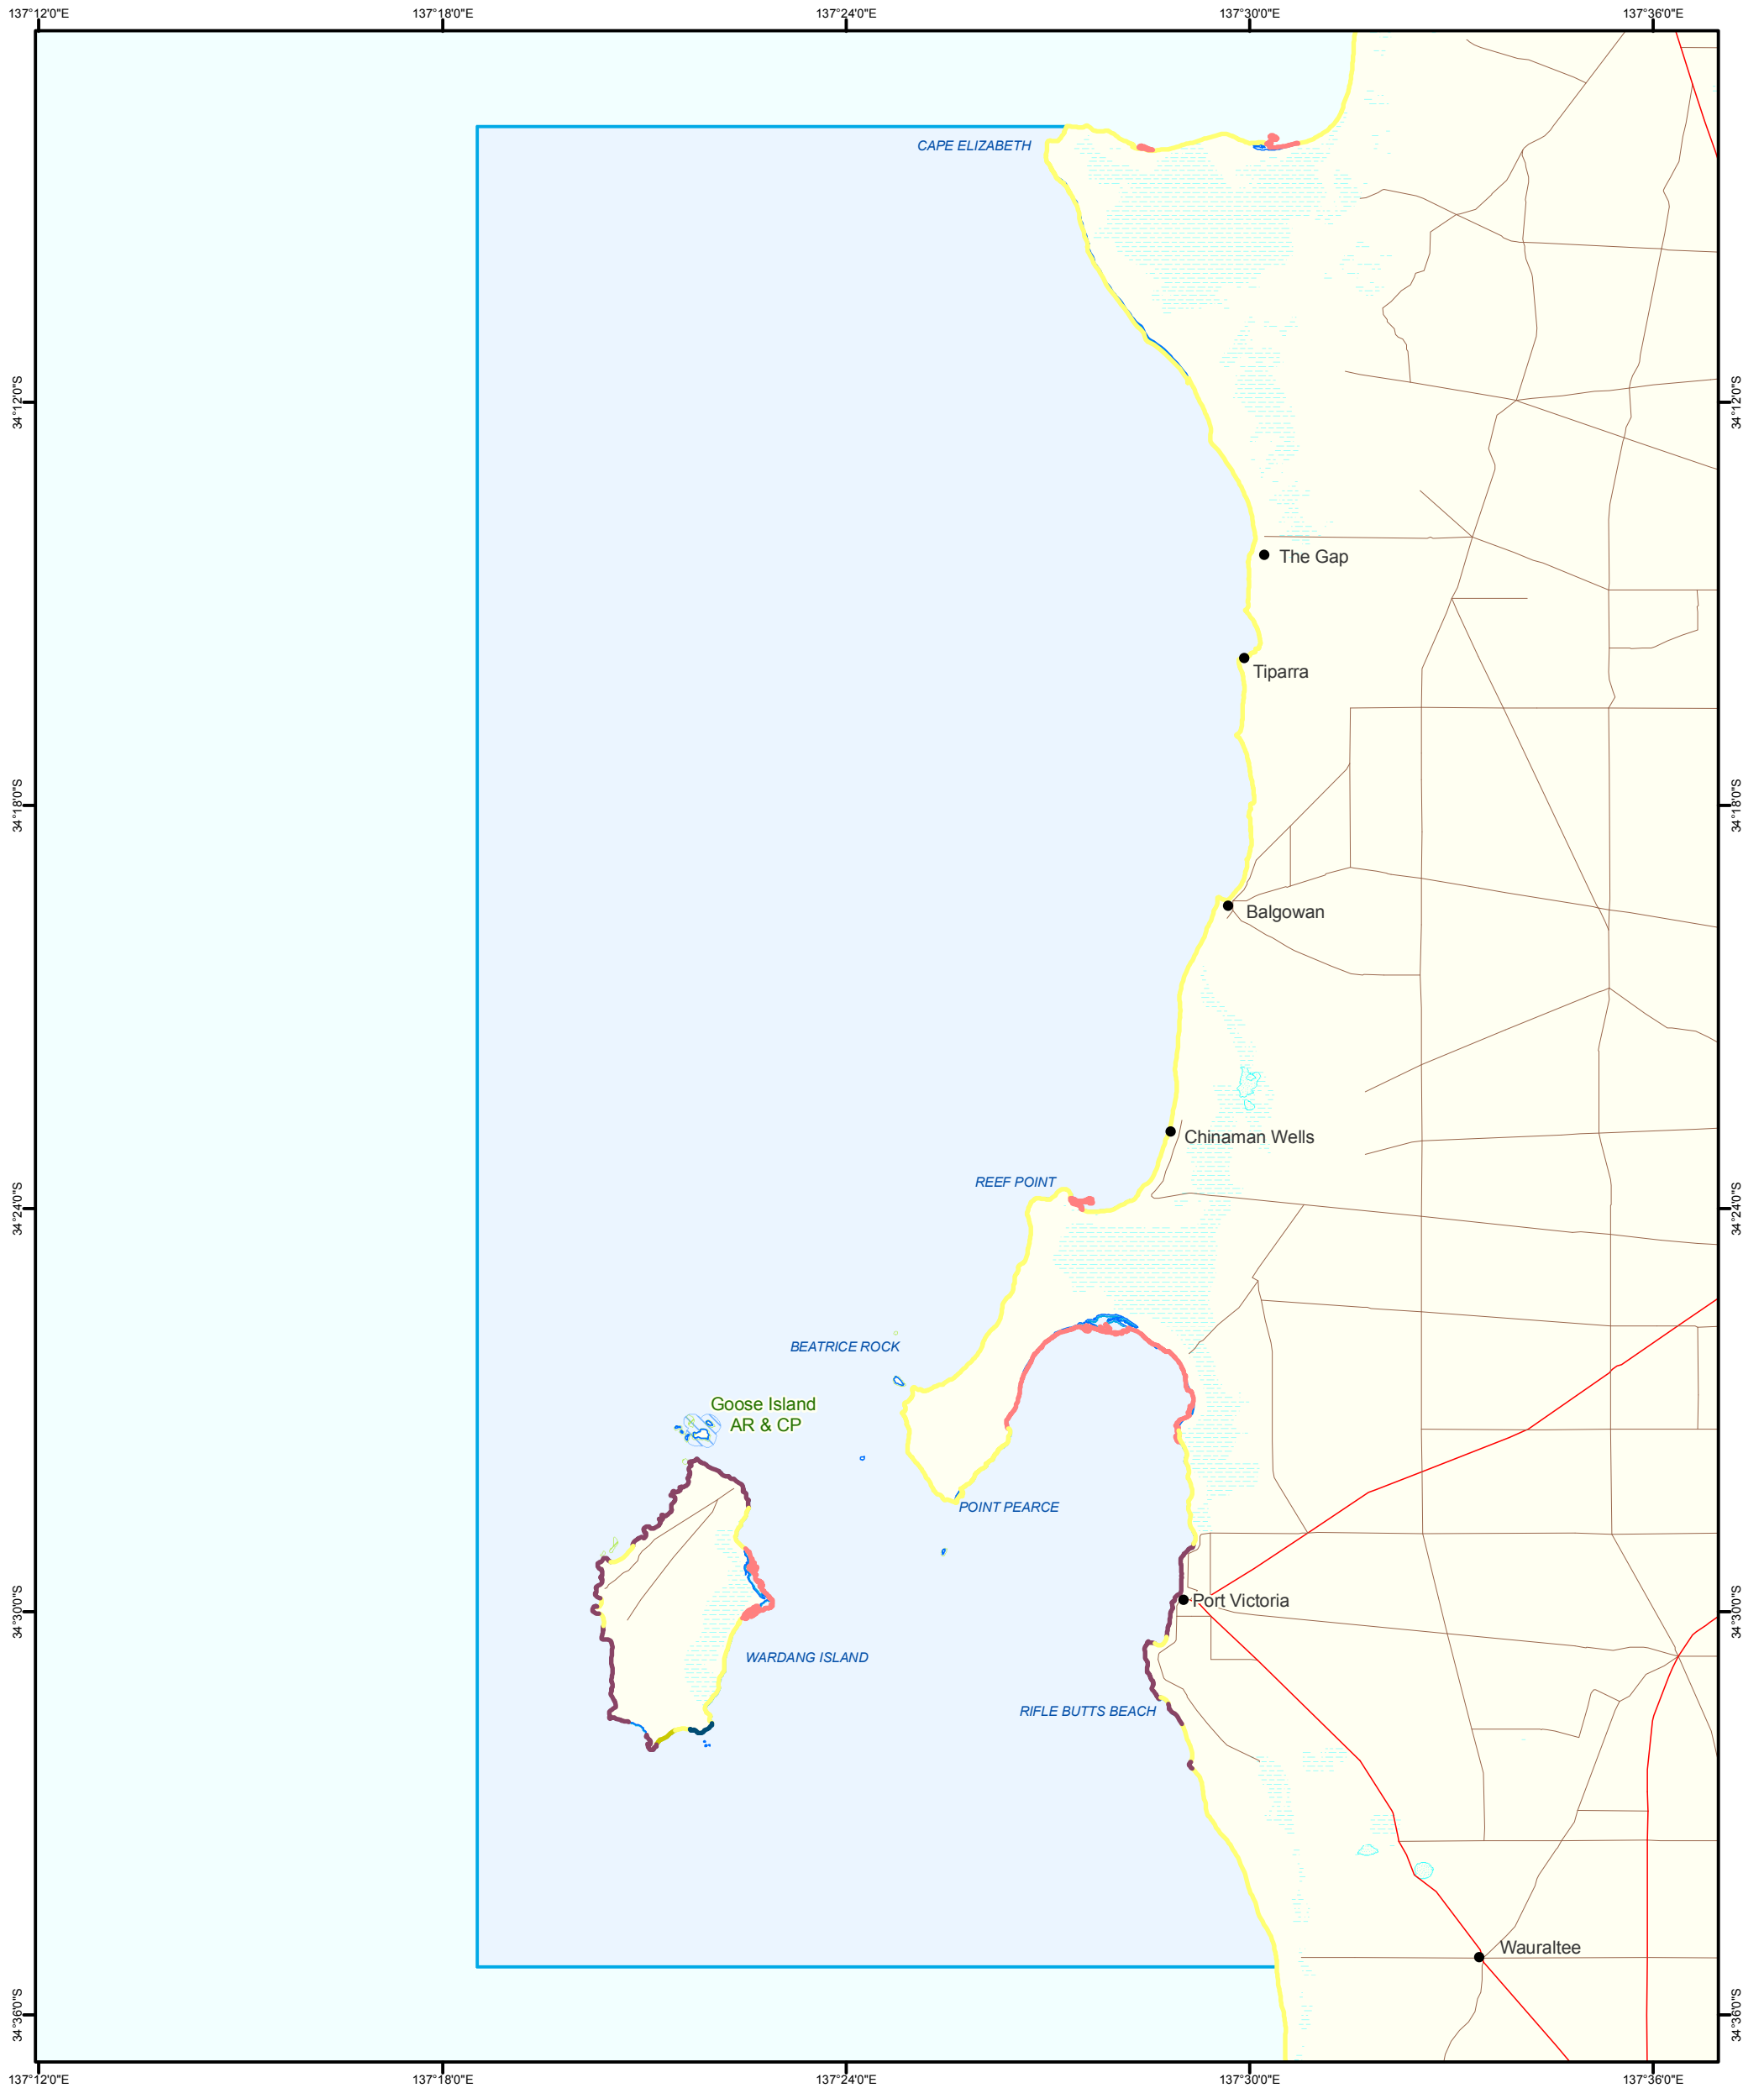 137°12'0"E
137°18'0"E
137°24'0"E
137°30'0"E
137°36'0"E
CAPE ELIZABETH
34°12'0"S
34°12'0"S
The Gap
Tiparra
34°18'0"S
34°18'0"S
Balgowan
Chinaman Wells
REEF POINT
34°24'0"S
34°24'0"S
BEATRICE ROCK
Goose Island
AR & CP
POINT PEARCE
Port Victoria
34°30'0"S
34°30'0"S
WARDANG ISLAND
RIFLE BUTTS BEACH
Wauraltee
34°36'0"S
34°36'0"S
137°12'0"E
137°18'0"E
137°24'0"E
137°30'0"E
137°36'0"E